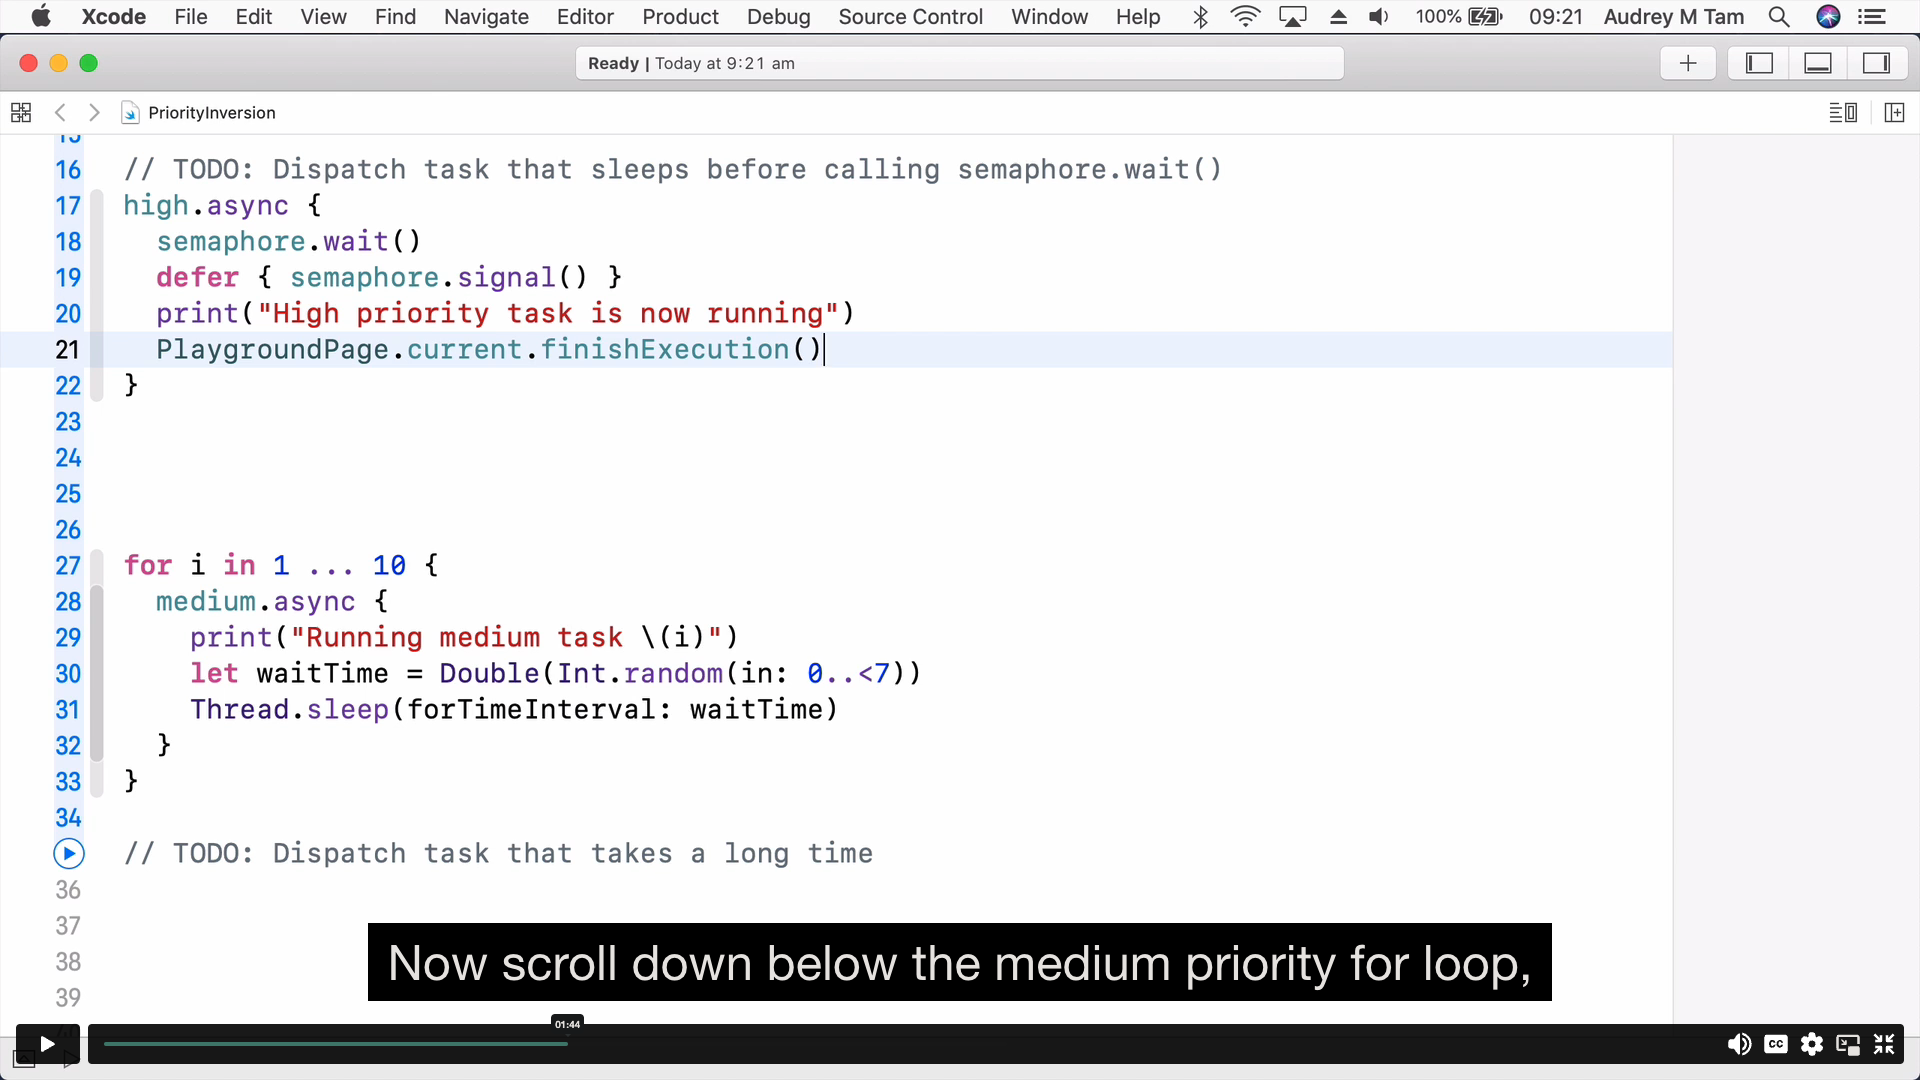 Xcode File Edit View Find Navigate Editor Product Debug Source Control Window Help 100% 09:21 Audrey M Tam
Ready | Today at 9:21 am
PriorityInversion
15
16 // TODO: Dispatch task that sleeps before calling semaphore.wait()
17 high.async {
18 semaphore.wait()
19 defer { semaphore.signal() }
20 print("High priority task is now running")
21 PlaygroundPage.current.finishExecution()
22 }
23
24
25
26
27 for i in 1 ... 10 {
28 medium.async {
29 print("Running medium task \(i)")
30 let waitTime = Double(Int.random(in: 0..<7))
31 Thread.sleep(forTimeInterval: waitTime)
32 }
33 }
34
// TODO: Dispatch task that takes a long time
36
37
38
39
Now scroll down below the medium priority for loop,
01:44
CC